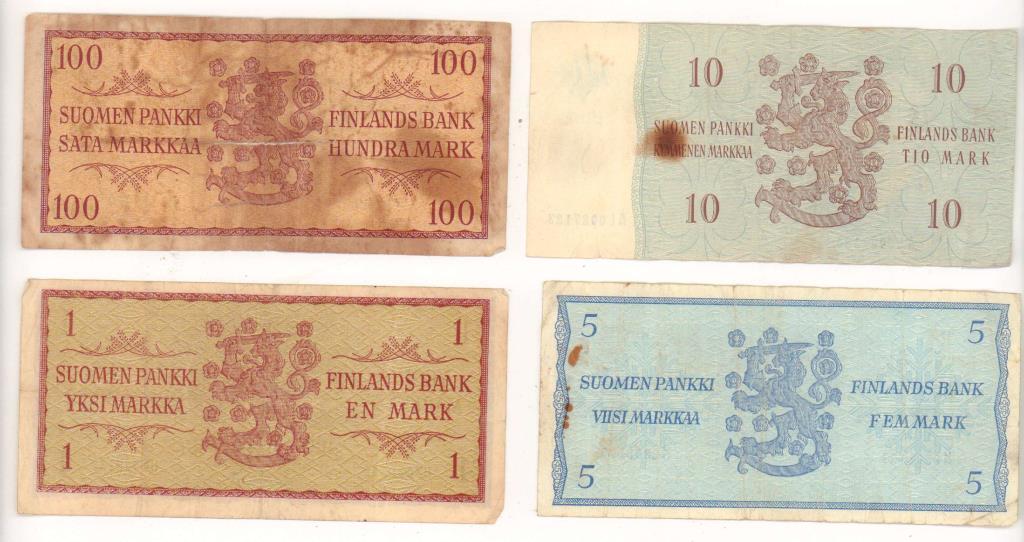 100 100
SUOMEN PANKKI FINLANDS BANK
SATA MARKKAA HUNDRA MARK
100 100
10 10
SUOMEN PANKKI FINLANDS BANK
KYMMENEN MARKKAA TIO MARK
10 10
1 1
SUOMEN PANKKI FINLANDS BANK
YKSI MARKKA EN MARK
1 1
5 5
SUOMEN PANKKI FINLANDS BANK
VIISI MARKKAA FEM MARK
5 5